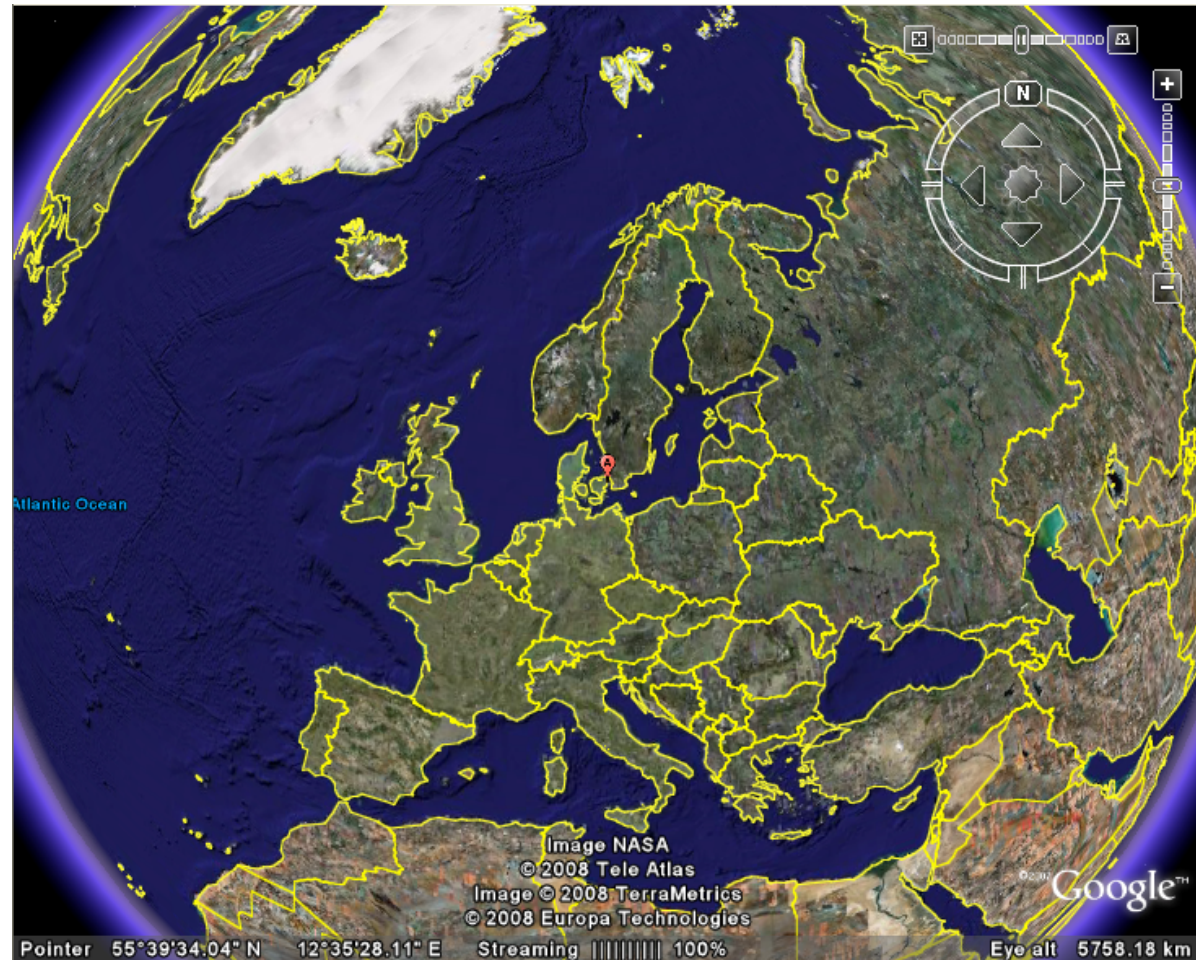 N
Atlantic Ocean
Image NASA
© 2008 Tele Atlas
Image © 2008 TerraMetrics
© 2008 Europa Technologies
Google™
Pointer 55°39'34.04" N 12°35'28.11" E Streaming |||||||||| 100% Eye alt 5758.18 km